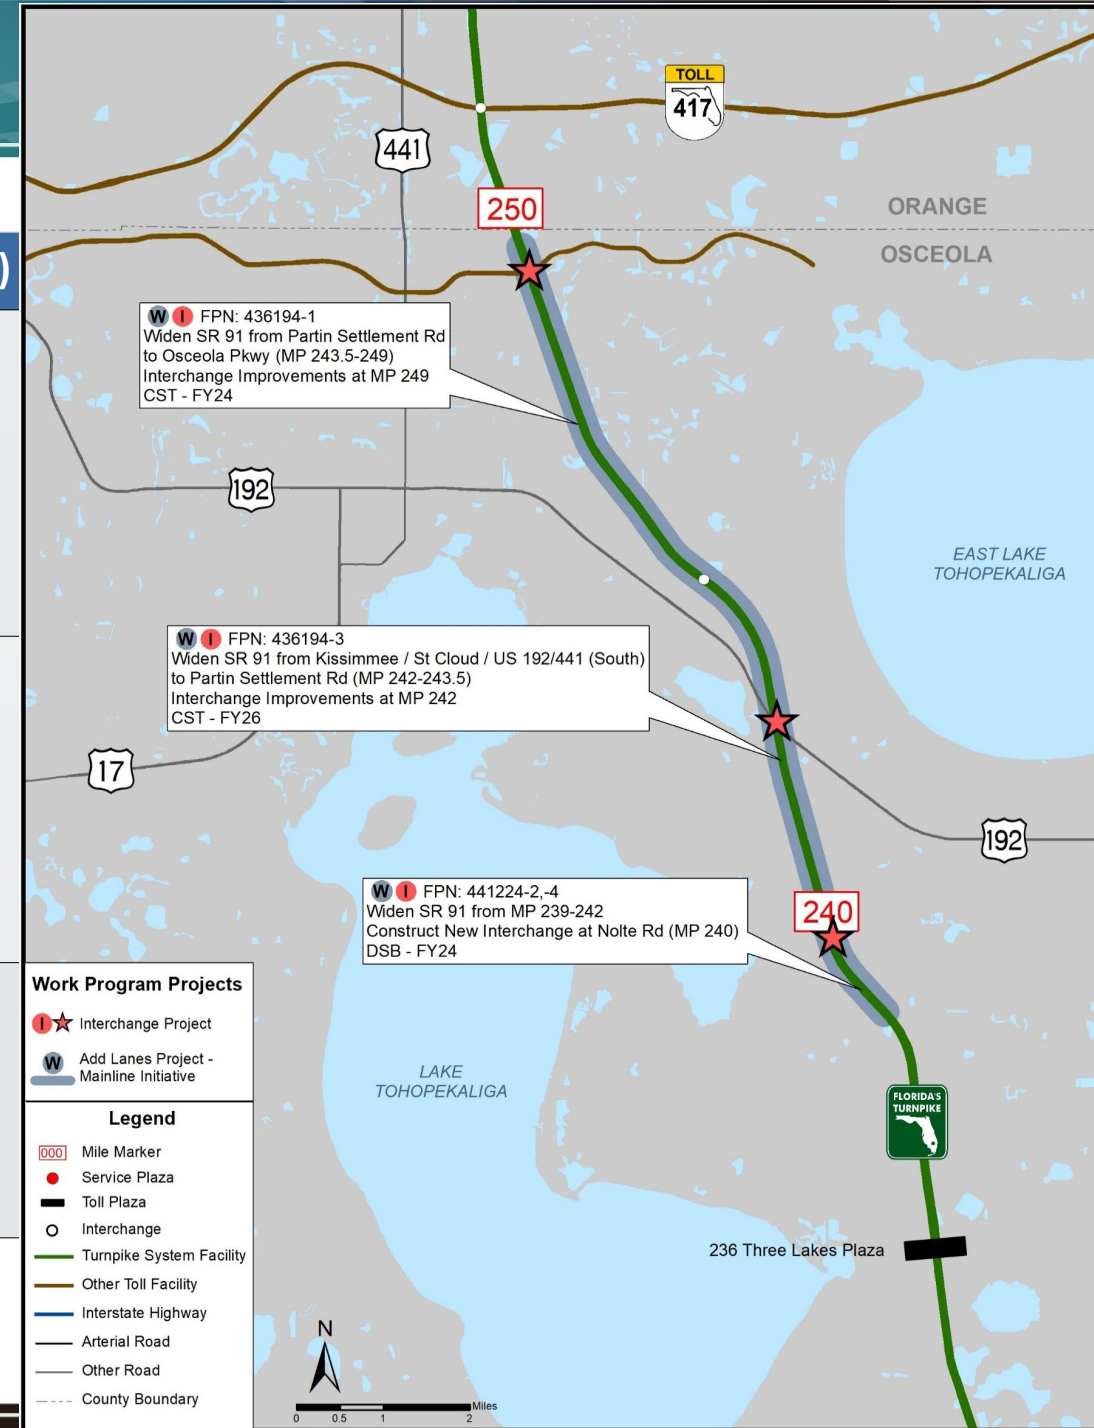 )
TOLL
417
441
250
ORANGE
OSCEOLA
W I FPN: 436194-1
Widen SR 91 from Partin Settlement Rd
to Osceola Pkwy (MP 243.5-249)
Interchange Improvements at MP 249
CST - FY24
192
EAST LAKE
TOHOPEKALIGA
W I FPN: 436194-3
Widen SR 91 from Kissimmee / St Cloud / US 192/441 (South)
to Partin Settlement Rd (MP 242-243.5)
Interchange Improvements at MP 242
CST - FY26
17
192
W I FPN: 441224-2,-4
Widen SR 91 from MP 239-242
Construct New Interchange at Nolte Rd (MP 240)
DSB - FY24
240
LAKE
TOHOPEKALIGA
FLORIDA'S
TURNPIKE
236 Three Lakes Plaza
Work Program Projects
I Interchange Project
W Add Lanes Project -
Mainline Initiative
Legend
000 Mile Marker
Service Plaza
Toll Plaza
Interchange
Turnpike System Facility
Other Toll Facility
Interstate Highway
Arterial Road
Other Road
County Boundary
N
Miles
0 0.5 1 2